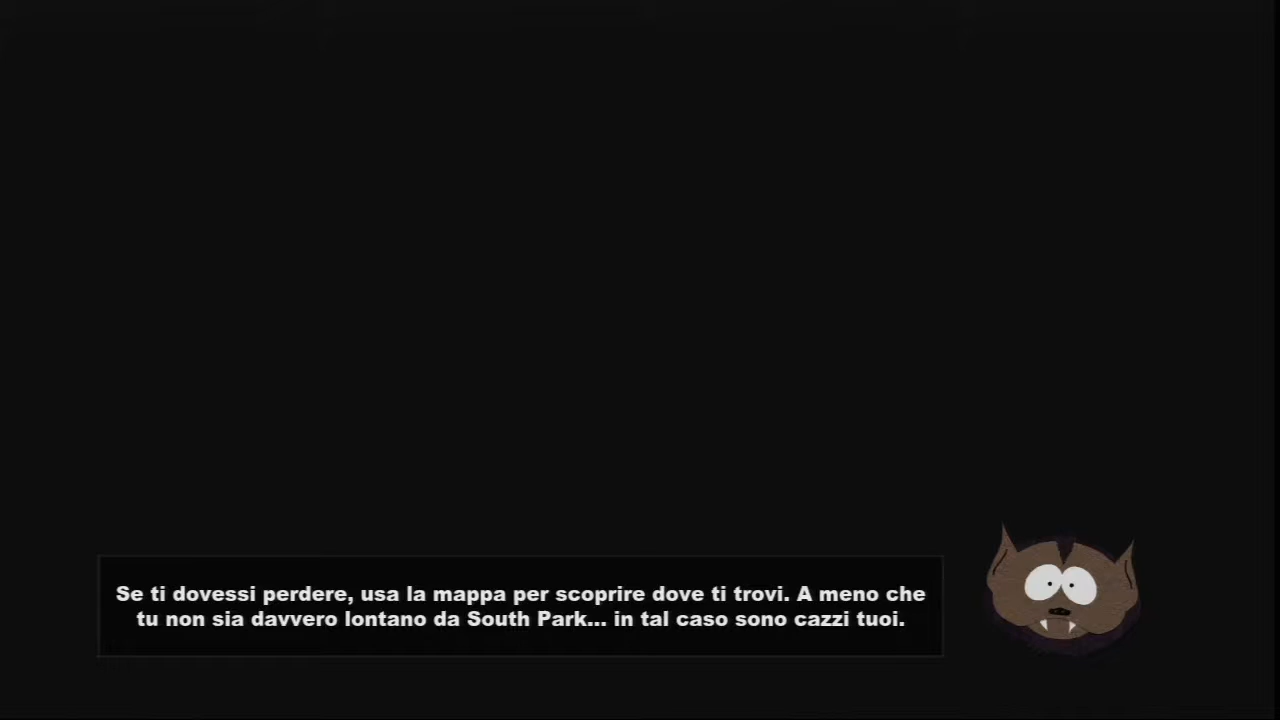 Se ti dovessi perdere, usa la mappa per scoprire dove ti trovi. A meno che
tu non sia davvero lontano da South Park... in tal caso sono cazzi tuoi.